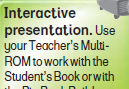 Interactive
presentation. Use
your Teacher's Multi-
ROM to work with the
Student's Book or with